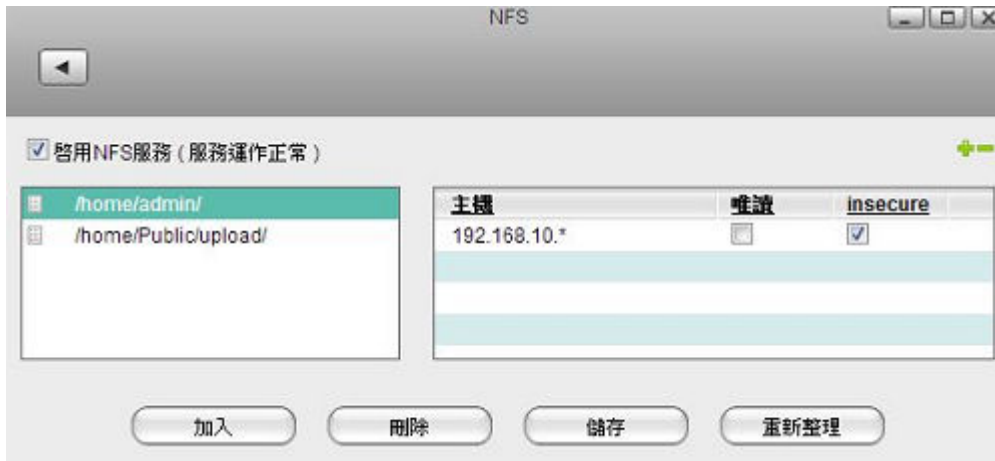 NFS
啓用NFS服務 ( 服務運作正常 )
/home/admin/
/home/Public/upload/
主機 唯讀 insecure
192.168.10.*
加入 刪除 儲存 重新整理